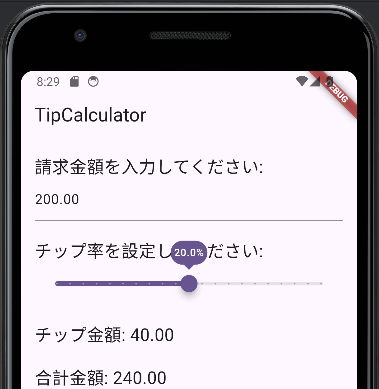 8:29
DEBUG
TipCalculator
請求金額を入力してください:
200.00
チップ率を設定し ださい:
20.0%
チップ金額: 40.00
合計金額: 240.00